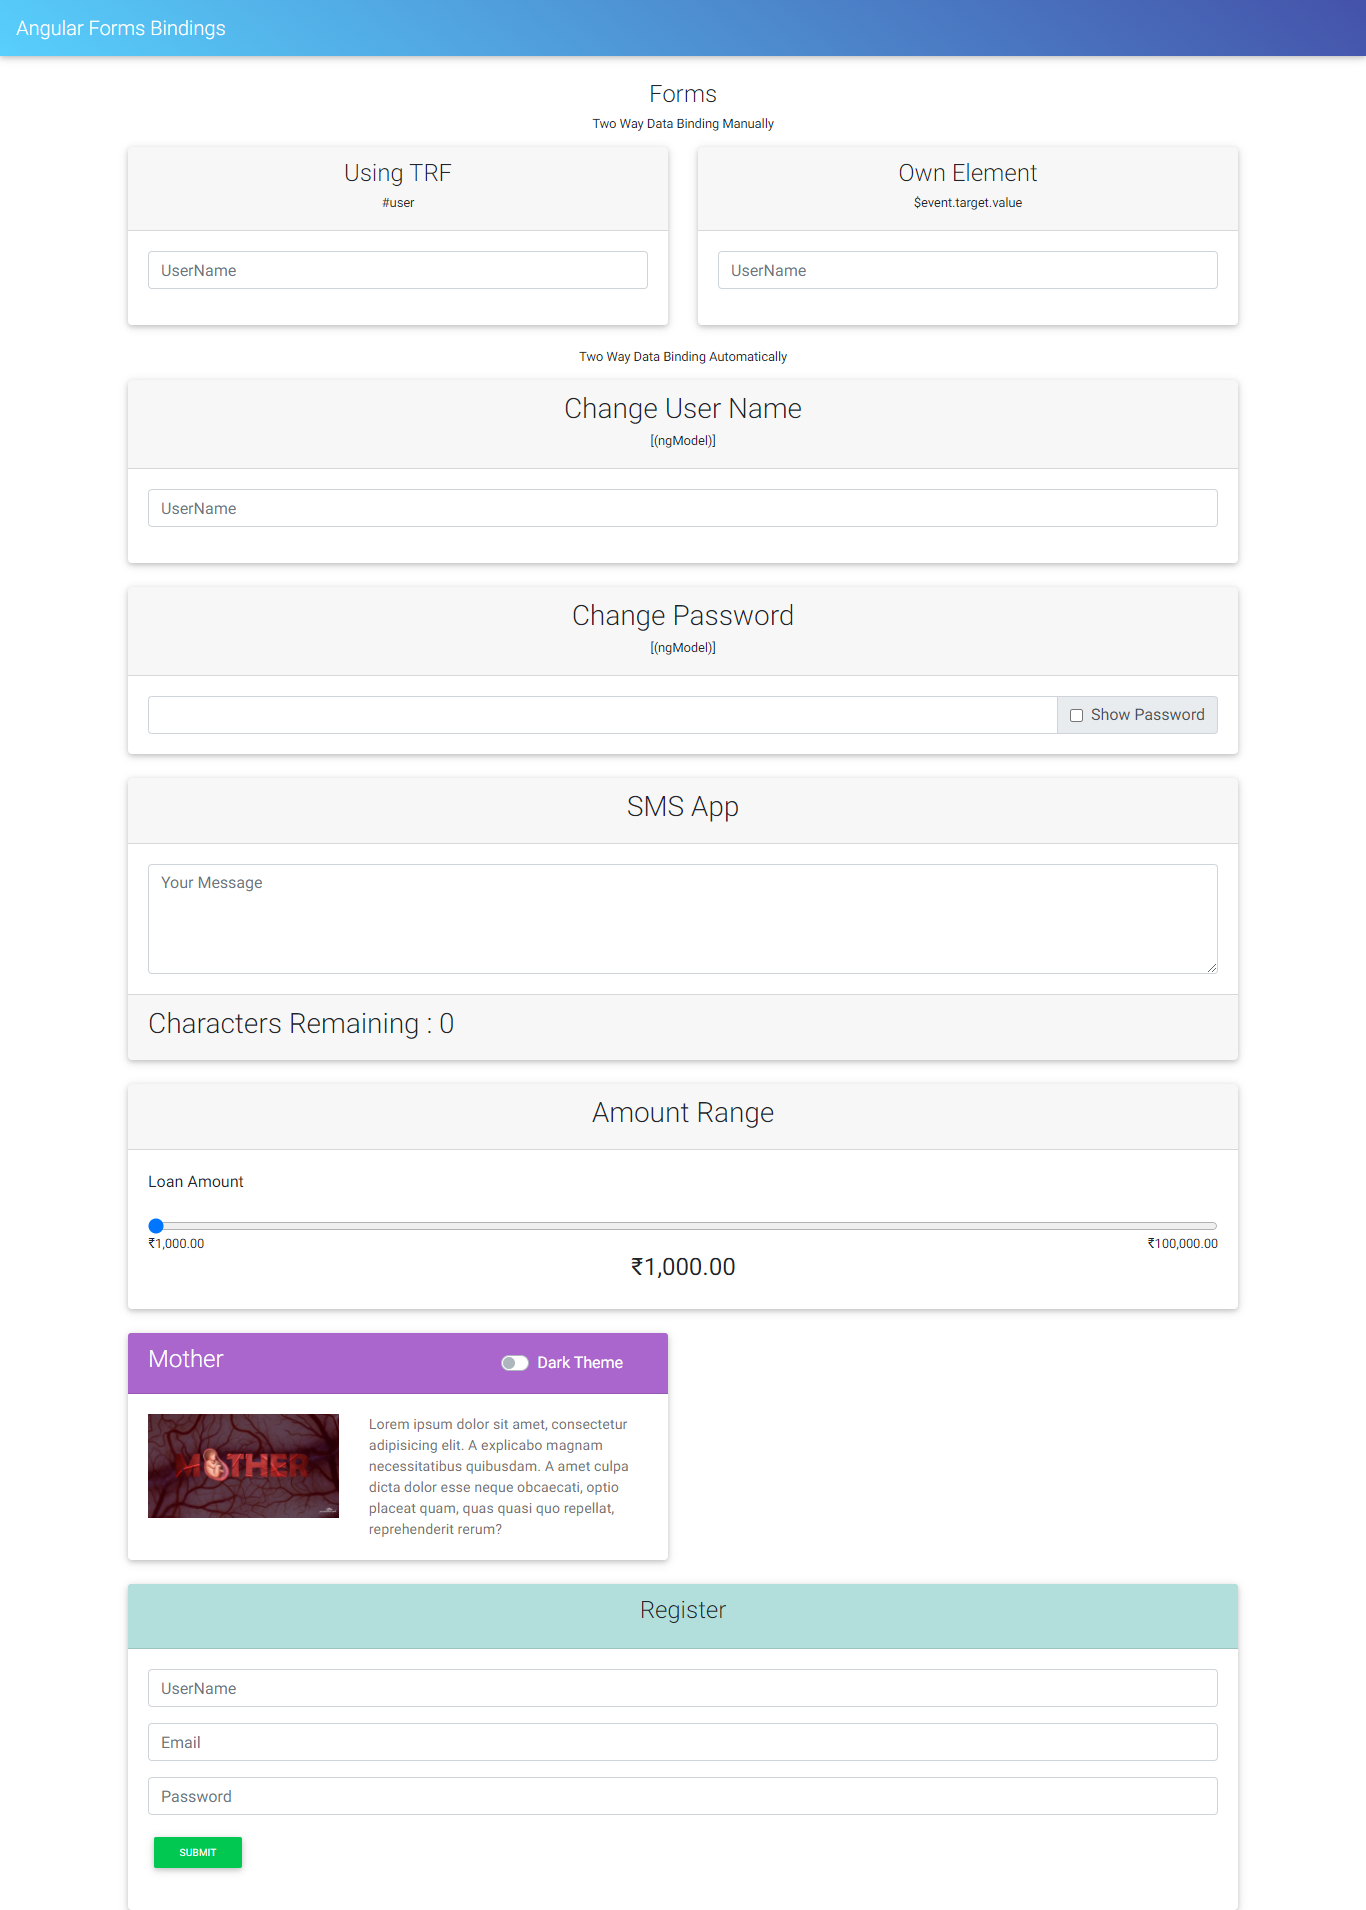 Angular Forms Bindings
Forms
Two Way Data Binding Manually
Using TRF
#user
UserName
Own Element
$event.target.value
UserName
Two Way Data Binding Automatically
Change User Name
[(ngModel)]
UserName
Change Password
[(ngModel)]
Show Password
SMS App
Your Message
Characters Remaining : 0
Amount Range
Loan Amount
₹1,000.00
₹100,000.00
₹1,000.00
Mother
Dark Theme
MOTHER
Lorem ipsum dolor sit amet, consectetur
adipisicing elit. A explicabo magnam
necessitatibus quibusdam. A amet culpa
dicta dolor esse neque obcaecati, optio
placeat quam, quas quasi quo repellat,
reprehenderit rerum?
Register
UserName
Email
Password
SUBMIT